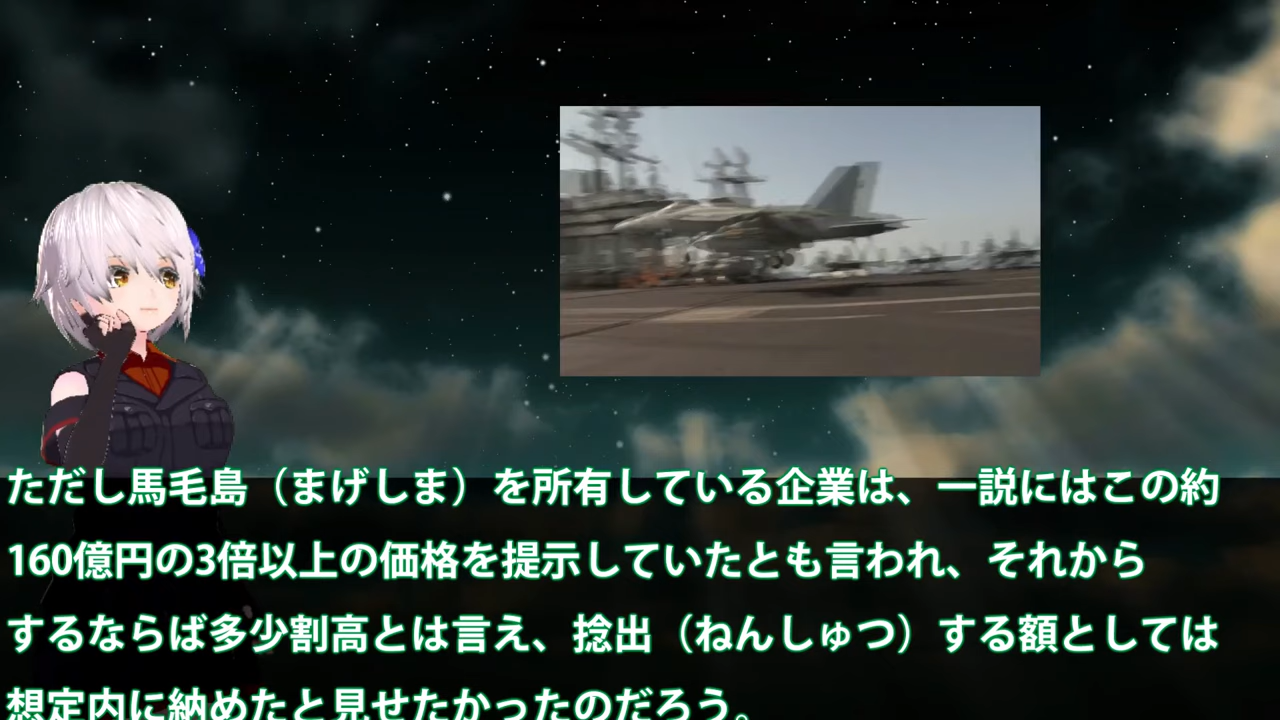 ただし馬毛島（まげしま）を所有している企業は、一説にはこの約
160億円の3倍以上の価格を提示していたとも言われ、それから
するならば多少割高とは言え、捻出（ねんしゅつ）する額としては
想定内に納めたと見せたかったのだろう。